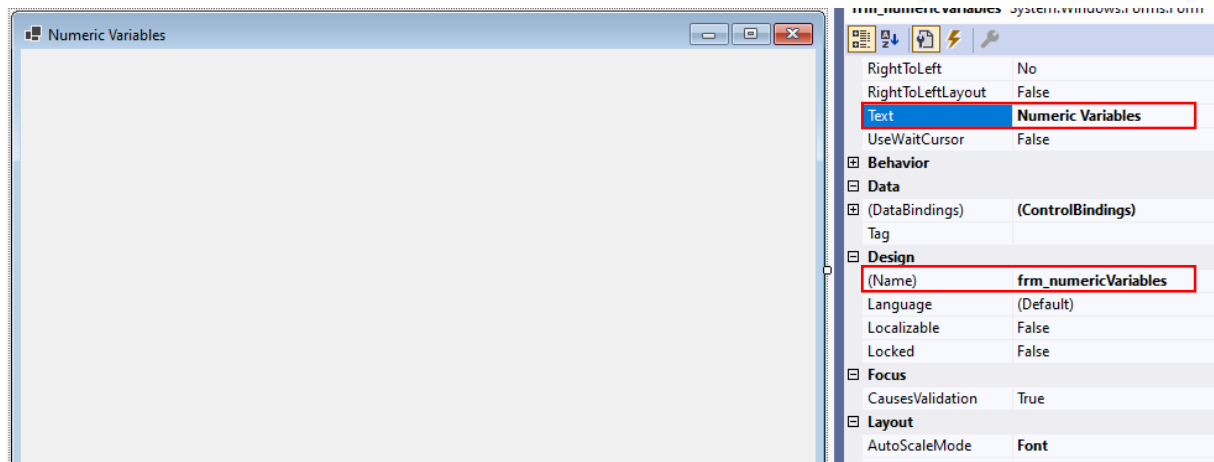 Numeric Variables
frm_numericVariables System.Windows.Forms.Form
RightToLeft No
RightToLeftLayout False
Text Numeric Variables
UseWaitCursor False
Behavior
Data
(DataBindings) (ControlBindings)
Tag
Design
(Name) frm_numericVariables
Language (Default)
Localizable False
Locked False
Focus
CausesValidation True
Layout
AutoScaleMode Font